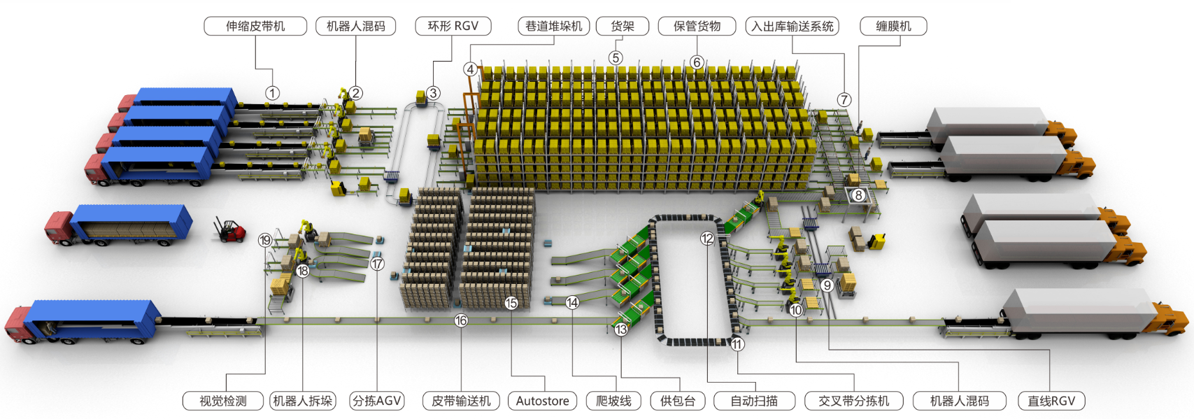 伸缩皮带机
机器人混码
环形 RGV
巷道堆垛机
货架
保管货物
入出库输送系统
缠膜机
①
②
③
④
⑤
⑥
⑦
⑧
⑨
⑩
⑪
⑫
⑬
⑭
⑮
⑯
⑰
⑱
⑲
视觉检测
机器人拆垛
分拣AGV
皮带输送机
Autostore
爬坡线
供包台
自动扫描
交叉带分拣机
机器人混码
直线RGV